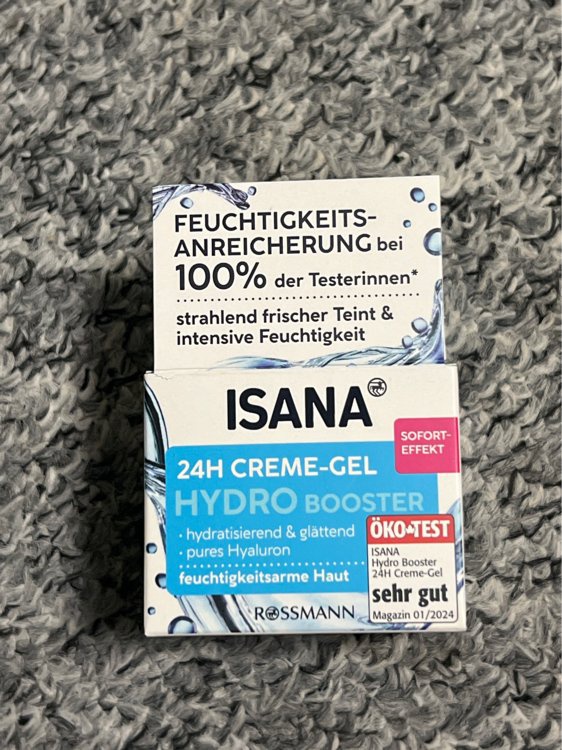 FEUCHTIGKEITS-
ANREICHERUNG bei
100% der Testerinnen*
strahlend frischer Teint &
intensive Feuchtigkeit
ISANA
SOFORT-
EFFEKT
24H CREME-GEL
HYDRO BOOSTER
· hydratisierend & glättend
· pures Hyaluron
feuchtigkeitsarme Haut
ROSSMANN
ÖKO TEST
ISANA
Hydro Booster
24H Creme-Gel
sehr gut
Magazin 01/2024